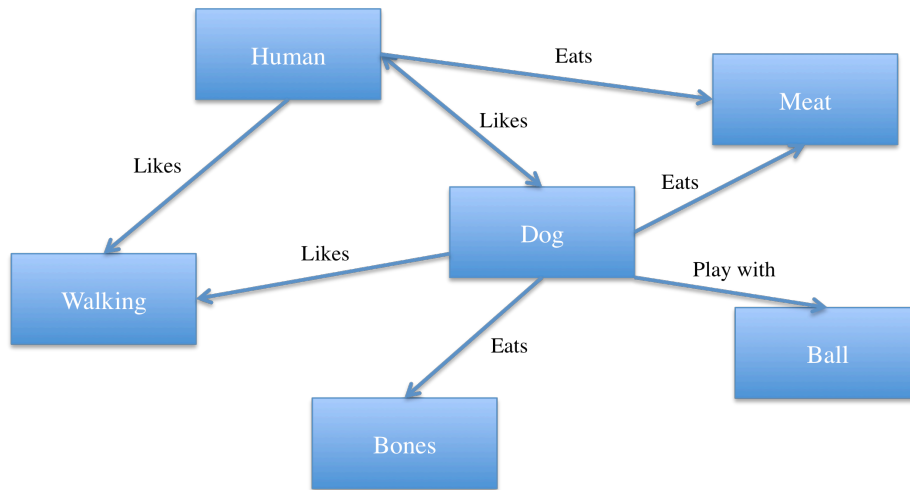 Human
Eats
Meat
Likes
Likes
Eats
Dog
Likes
Play with
Walking
Eats
Ball
Bones